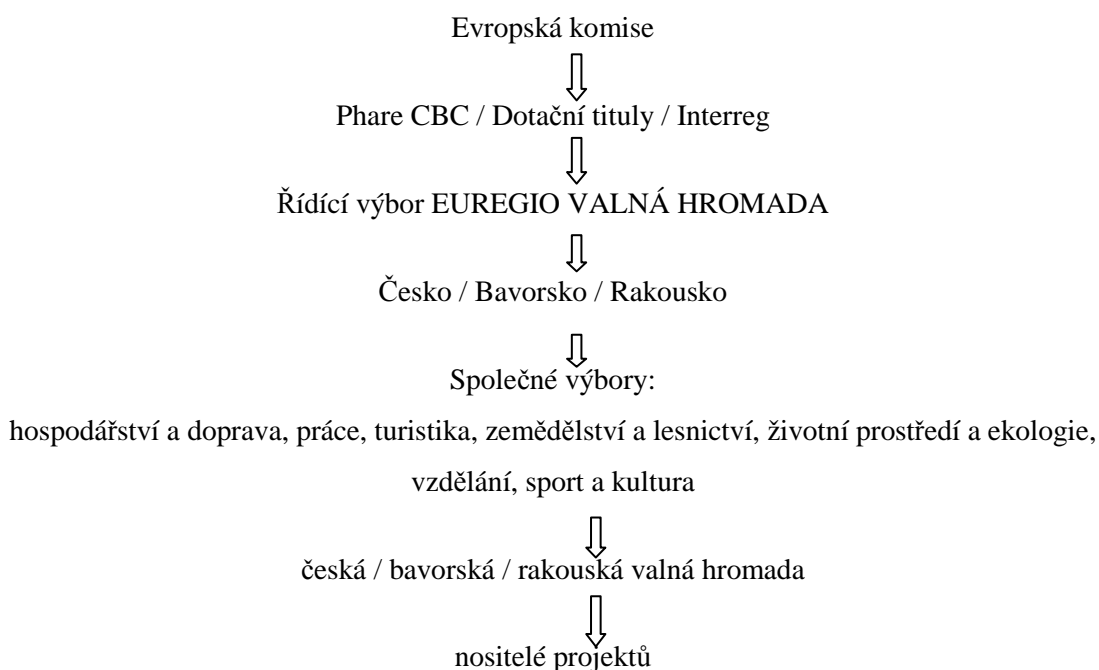 Evropská komise
Phare CBC / Dotační tituly / Interreg
Řídící výbor EUREGIO VALNÁ HROMADA
Česko / Bavorsko / Rakousko
Společné výbory:
hospodářství a doprava, práce, turistika, zemědělství a lesnictví, životní prostředí a ekologie,
vzdělání, sport a kultura
česká / bavorská / rakouská valná hromada
nositelé projektů